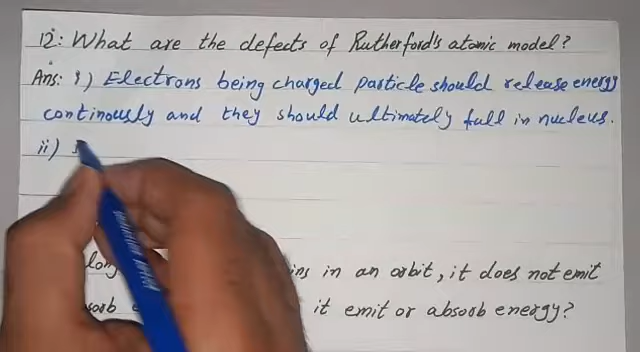 12: What are the defects of Rutherford's atomic model?
Ans: i) Electrons being charged particle should release energy
continously and they should ultimately fall in nucleus.
ii)
in an orbit, it does not emit
it emit or absorb energy?